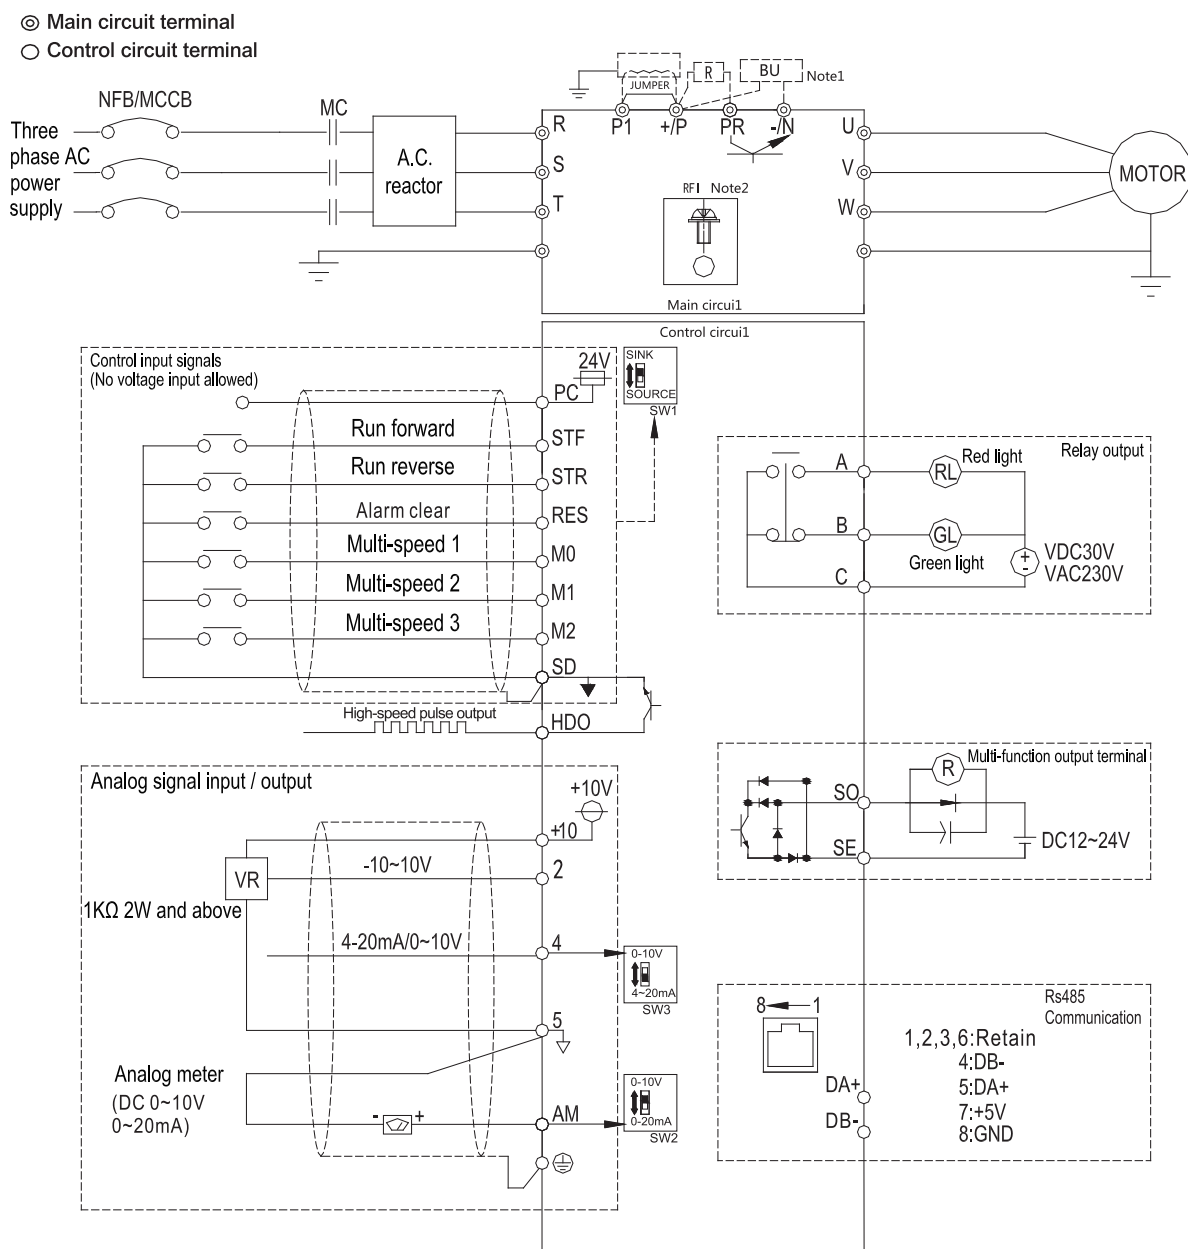 Main circuit terminal
Control circuit terminal
NFB/MCCB
MC
Three
phase AC
power
supply
A.C.
reactor
R
S
T
JUMPER
R
BU
Note1
P1
+/P
PR
-/N
RFI Note2
U
V
W
MOTOR
Main circui1
Control circui1
Control input signals
(No voltage input allowed)
24V
PC
SINK
SOURCE
SW1
Run forward
STF
Run reverse
STR
Alarm clear
RES
Multi-speed 1
M0
Multi-speed 2
M1
Multi-speed 3
M2
SD
High-speed pulse output
HDO
Relay output
A
RL
Red light
B
GL
Green light
C
+
-
VDC30V
VAC230V
Multi-function output terminal
R
SO
SE
DC12~24V
Analog signal input / output
+10V
+10
VR
-10~10V
2
1KΩ 2W and above
4-20mA/0~10V
4
0-10V
4~20mA
SW3
5
Analog meter
(DC 0~10V
0~20mA)
- +
AM
0-10V
0-20mA
SW2
Rs485
Communication
8 1
1,2,3,6:Retain
4:DB-
5:DA+
7:+5V
8:GND
DA+
DB-